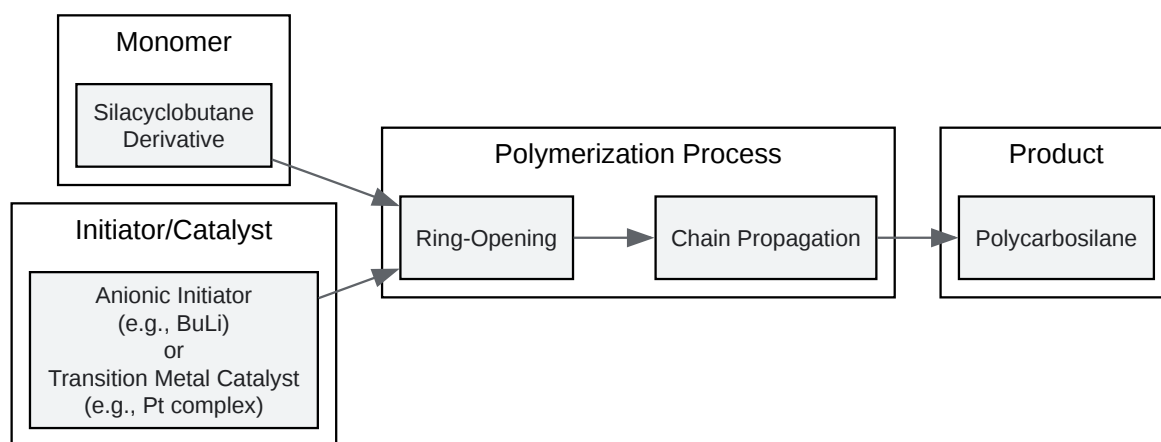 Monomer
Silacyclobutane
Derivative
Initiator/Catalyst
Anionic Initiator
(e.g., BuLi)
or
Transition Metal Catalyst
(e.g., Pt complex)
Polymerization Process
Ring-Opening
Chain Propagation
Product
Polycarbosilane